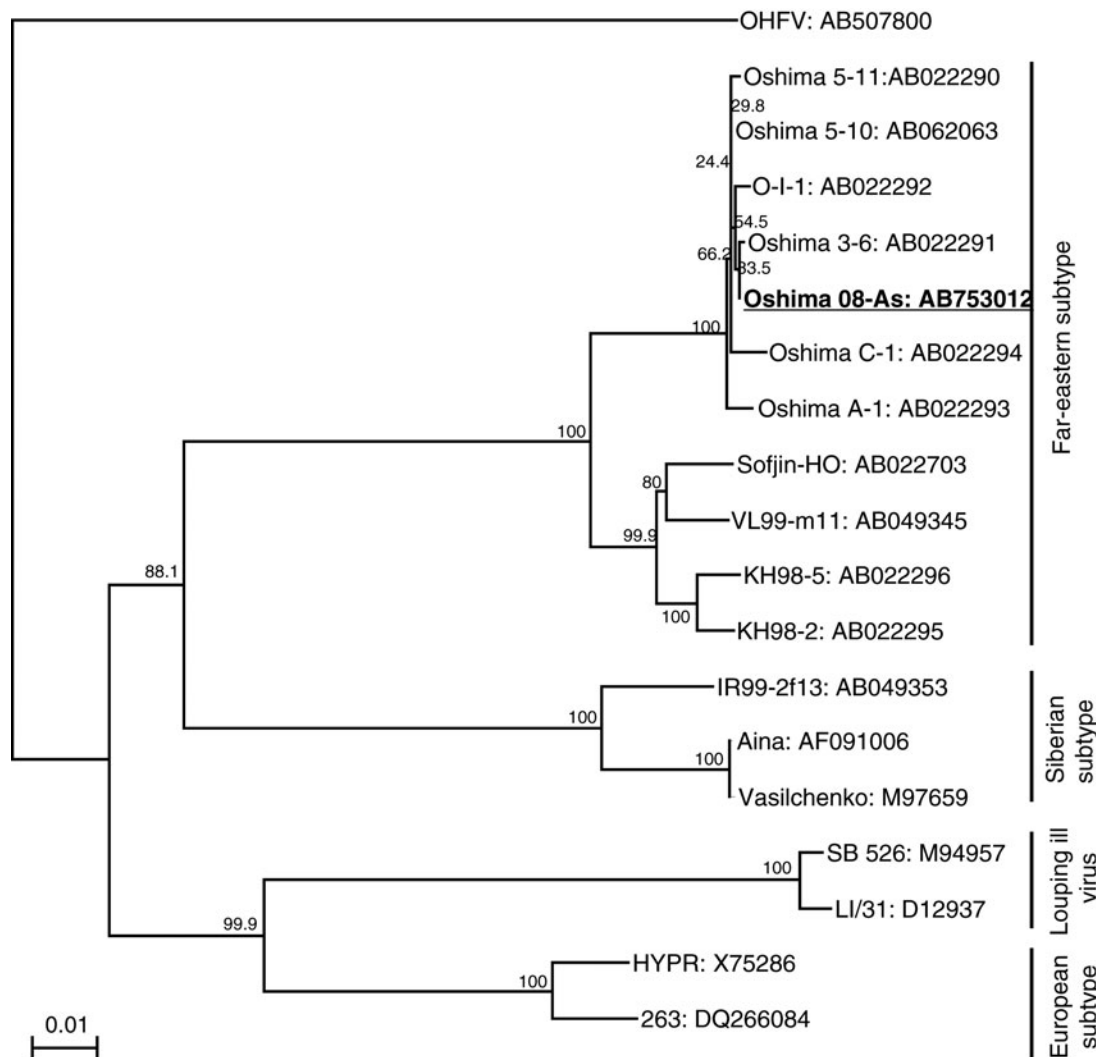 OHFV: AB507800
Oshima 5-11:AB022290
29.8
Oshima 5-10: AB062063
24.4
O-I-1: AB022292
54.5
Oshima 3-6: AB022291
66.2
83.5
Oshima 08-As: AB753012
100
Oshima C-1: AB022294
Oshima A-1: AB022293
100
Sofjin-HO: AB022703
80
VL99-m11: AB049345
99.9
KH98-5: AB022296
100
KH98-2: AB022295
Far-eastern subtype
88.1
IR99-2f13: AB049353
100
Aina: AF091006
100
Vasilchenko: M97659
Siberian
subtype
SB 526: M94957
100
LI/31: D12937
Louping ill
virus
99.9
HYPR: X75286
100
263: DQ266084
European
subtype
0.01